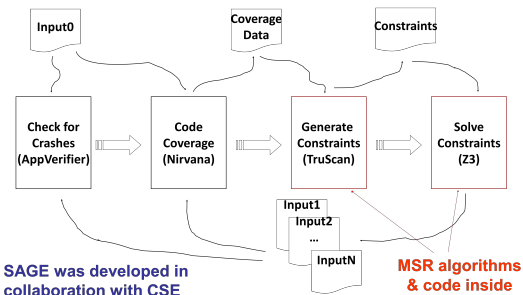 Input0
Coverage
Data
Constraints
Check for
Crashes
(AppVerifier)
Code
Coverage
(Nirvana)
Generate
Constraints
(TruScan)
Solve
Constraints
(Z3)
Input1
Input2
...
InputN
SAGE was developed in
collaboration with CSE
MSR algorithms
& code inside